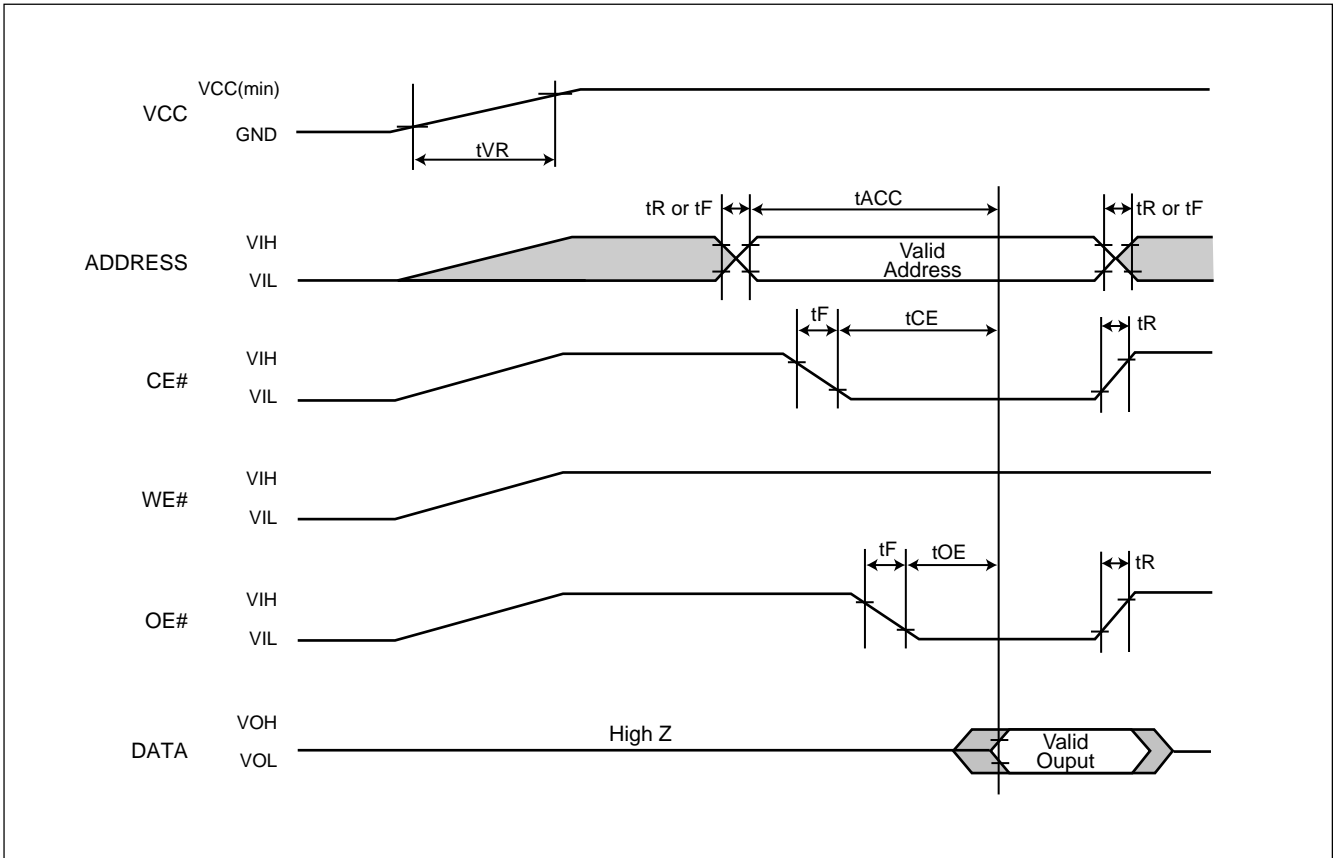 VCC(min)
VCC
GND
tVR
tR or tF
tACC
tR or tF
VIH
ADDRESS
VIL
Valid
Address
tF
tCE
tR
VIH
CE#
VIL
VIH
WE#
VIL
tF
tOE
tR
VIH
OE#
VIL
VOH
High Z
DATA
VOL
Valid
Ouput